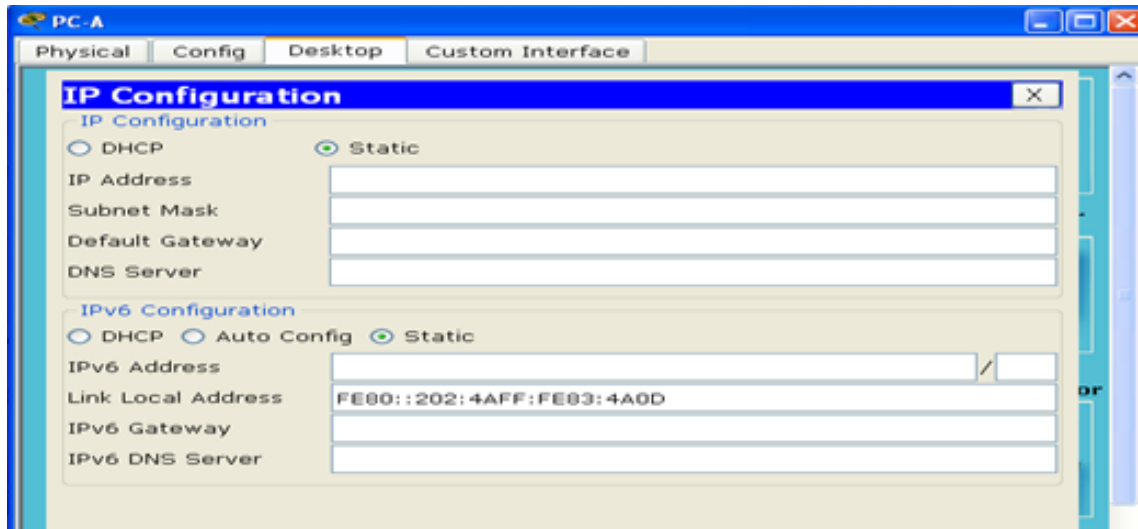 PC-A
Physical Config Desktop Custom Interface
IP Configuration X
IP Configuration
DHCP Static
IP Address
Subnet Mask
Default Gateway
DNS Server
IPv6 Configuration
DHCP Auto Config Static
IPv6 Address /
Link Local Address FE80::202:4AFF:FE83:4A0D
or
IPv6 Gateway
IPv6 DNS Server